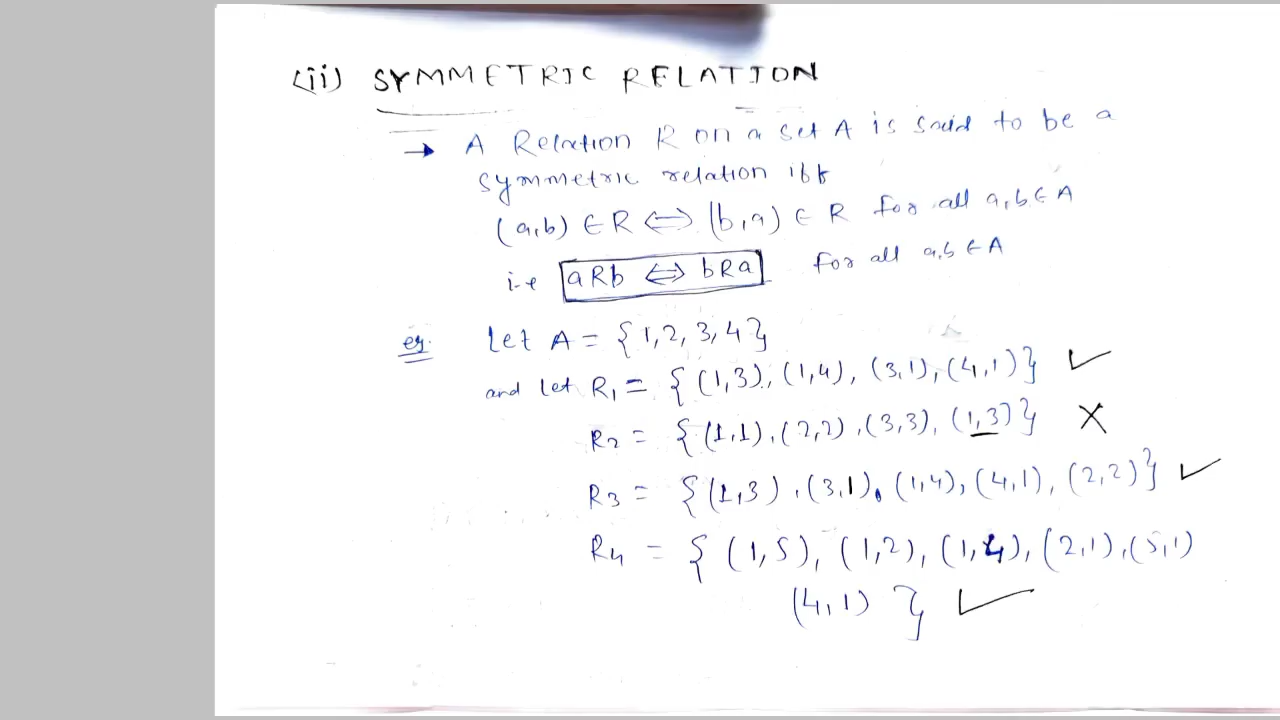 (ii) SYMMETRIC RELATION
→ A Relation R on a set A is said to be a
symmetric relation iff
(a,b) ∈ R ⇔ (b,a) ∈ R for all a,b ∈ A
i.e aRb ⇔ bRa for all a,b ∈ A
eg. Let A = {1,2,3,4}
and let R₁ = {(1,3), (1,4), (3,1), (4,1)} ✓
R₂ = {(1,1), (2,2), (3,3), (1,3)} ✗
R₃ = {(1,3), (3,1), (1,4), (4,1), (2,2)} ✓
R₄ = {(1,5), (1,2), (1,4), (2,1), (5,1)
(4,1)} ✓